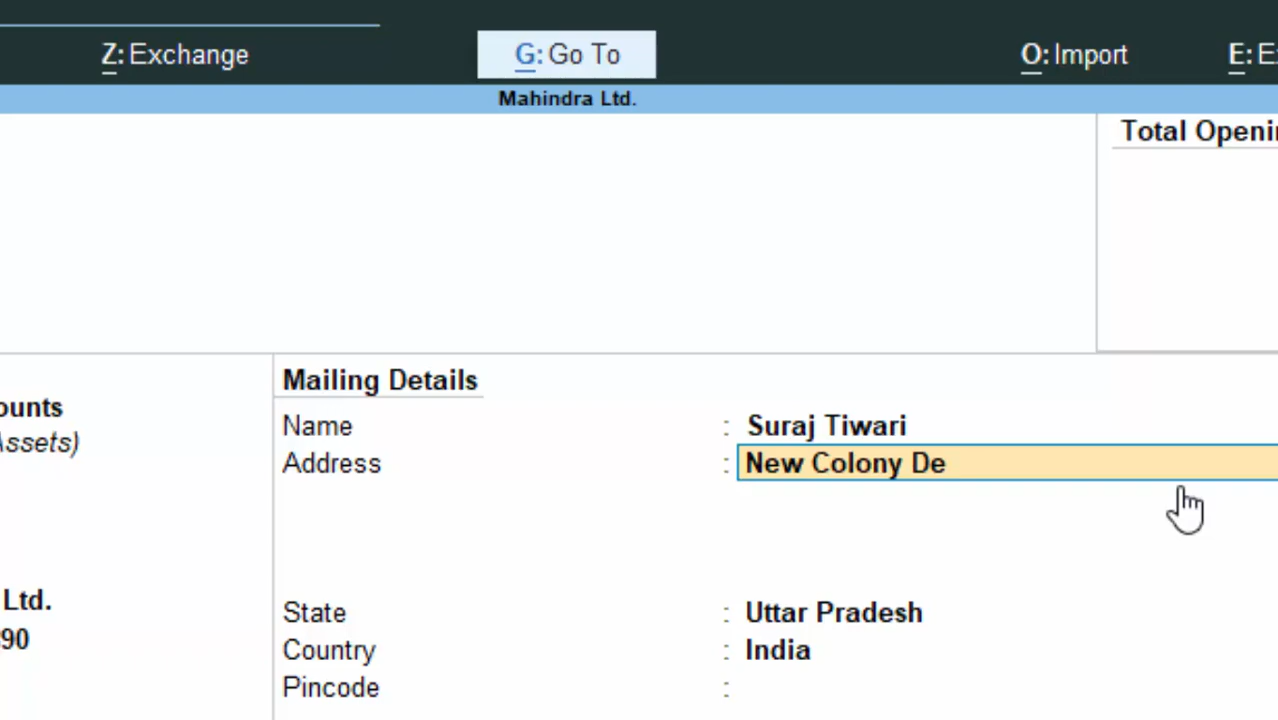 Z: Exchange G: Go To O: Import E:
Mahindra Ltd.
Total
Mailing Details
ounts
Name : Suraj Tiwari
Assets)
Address : New Colony De
Ltd.
State : Uttar Pradesh
90
Country : India
Pincode :